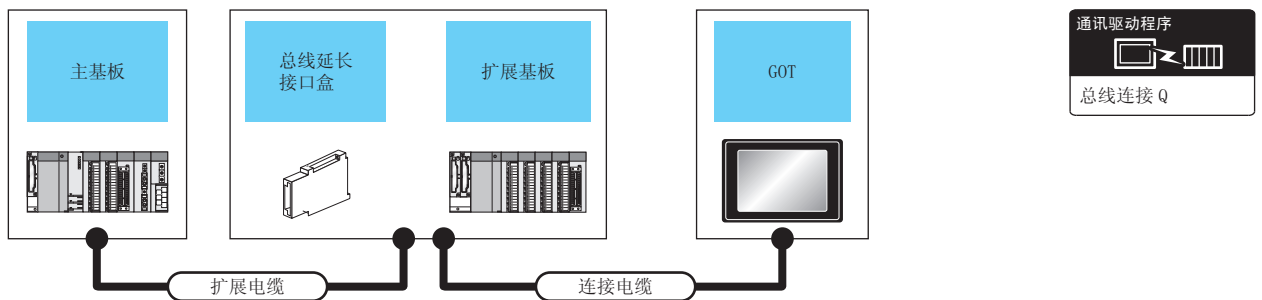 主基板
总线延长
接口盒
扩展基板
GOT
扩展电缆
连接电缆
通讯驱动程序
总线连接 Q